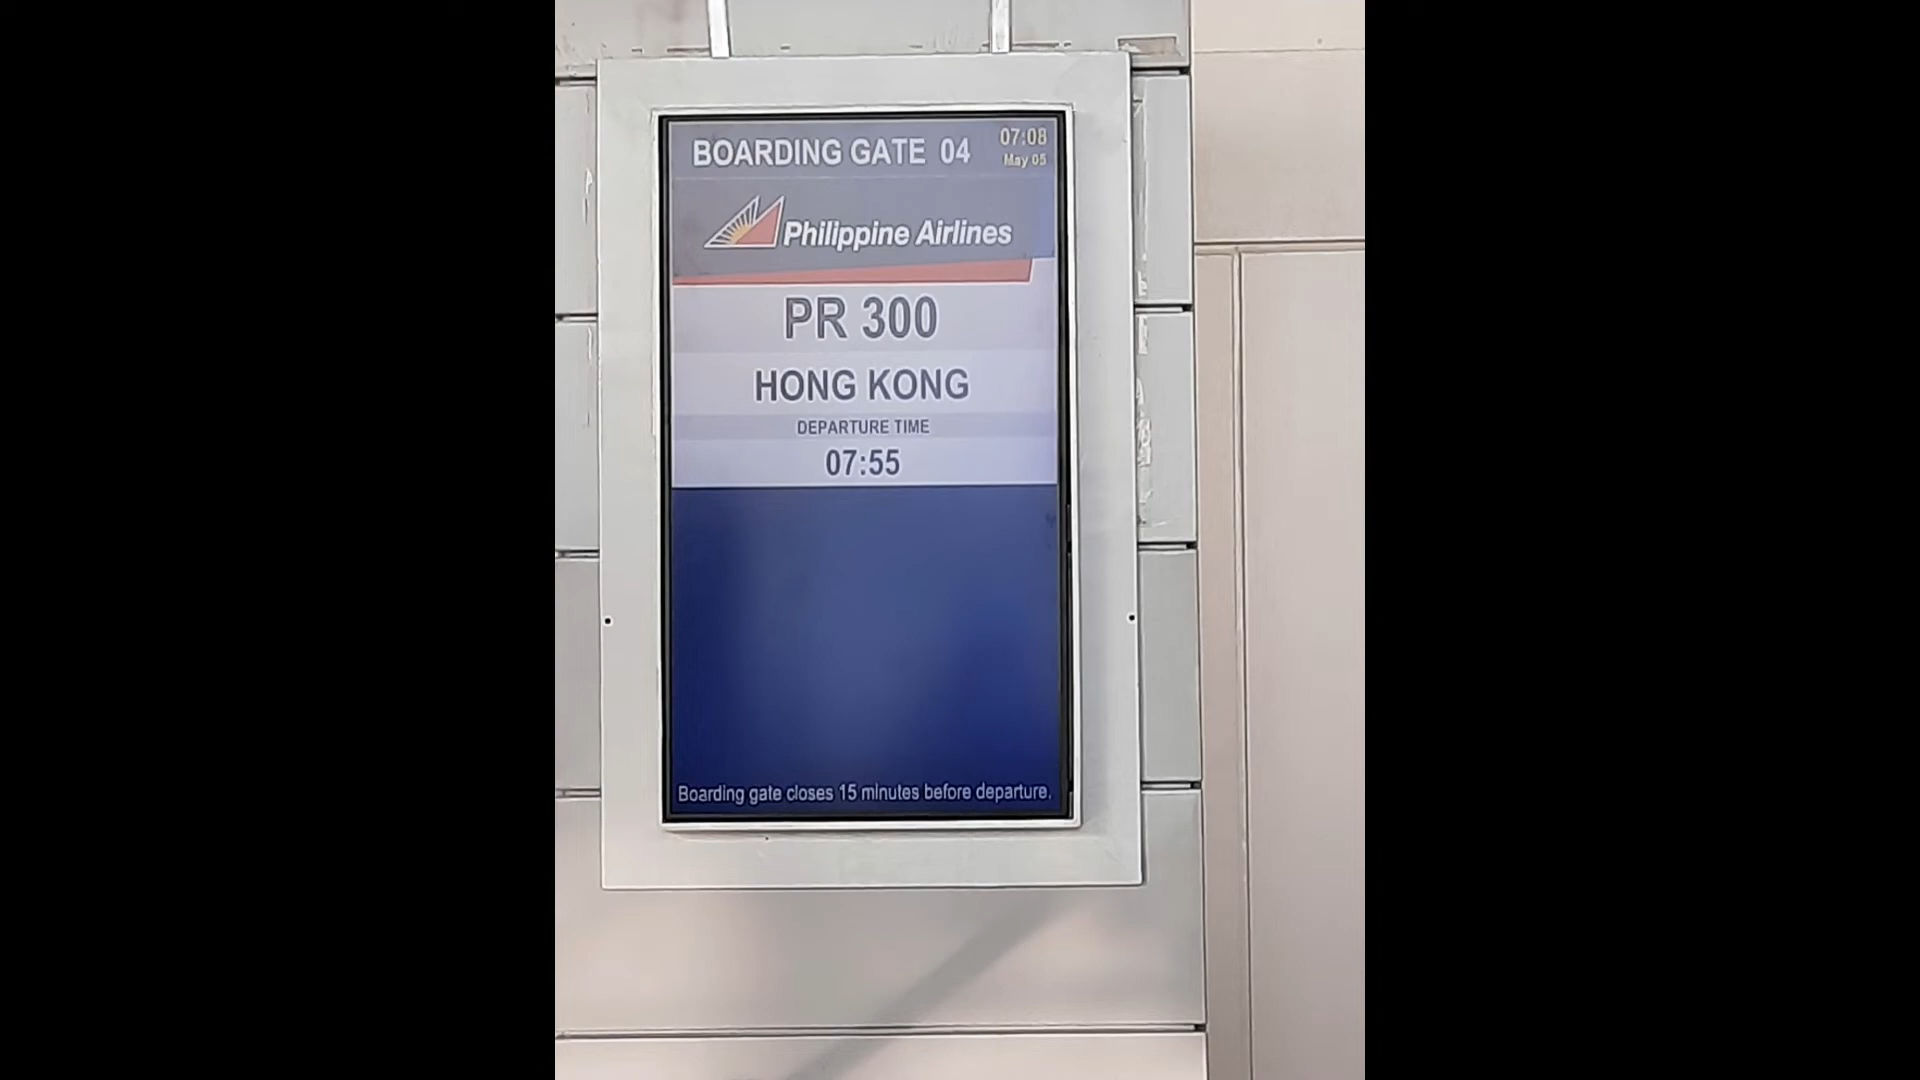 BOARDING GATE 04
07:08
May 05
Philippine Airlines
PR 300
HONG KONG
DEPARTURE TIME
07:55
Boarding gate closes 15 minutes before departure.